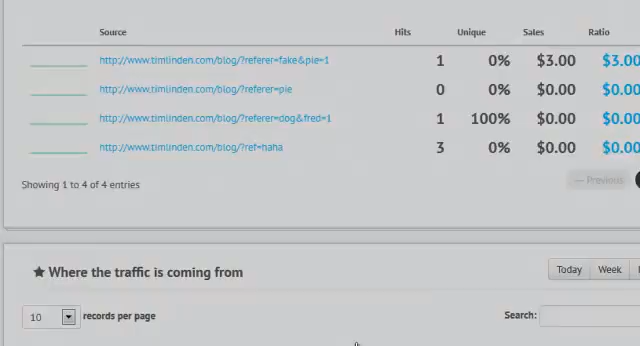 Source Hits Unique Sales Ratio
http://www.timlinden.com/blog/?referer=fake&pie=1 1 0% $3.00 $3.00
http://www.timlinden.com/blog/?referer=pie 0 0% $0.00 $0.00
http://www.timlinden.com/blog/?referer=dog&fred=1 1 100% $0.00 $0.00
http://www.timlinden.com/blog/?ref=haha 3 0% $0.00 $0.00
Showing 1 to 4 of 4 entries
← Previous
Where the traffic is coming from Today Week
10 records per page Search: